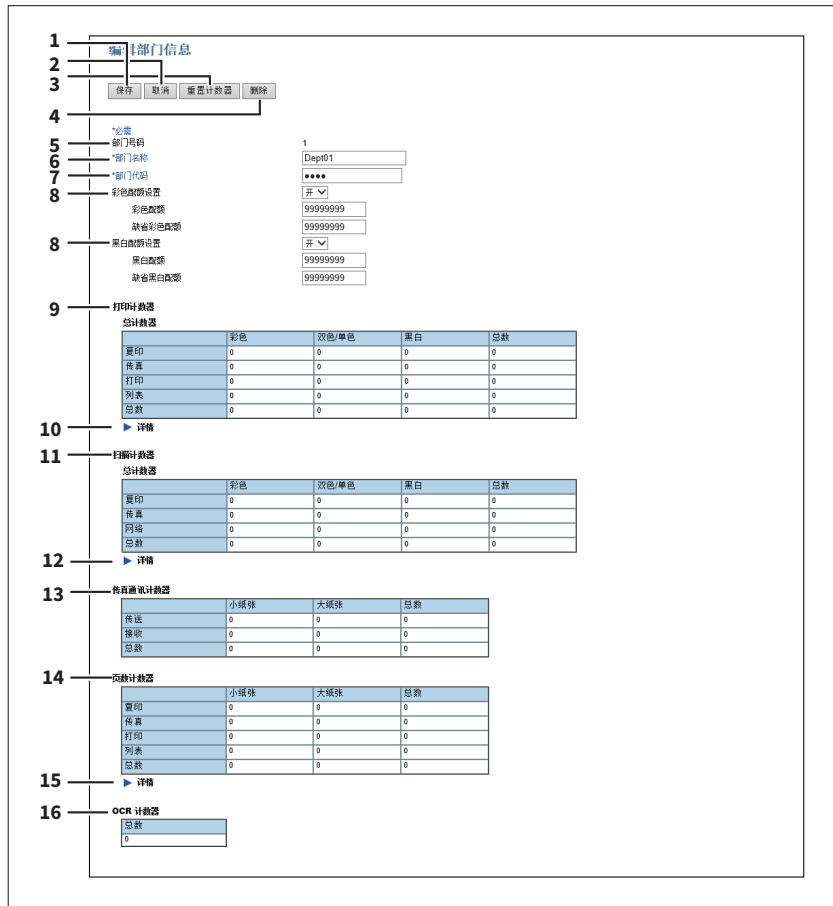 1
编辑部门信息
2
3
保存 取消 重置计数器 删除
4
*必需
5 部门号码 1
6 *部门名称 Dept01
7 *部门代码 ●●●●
8 彩色配额设置 开
彩色配额 99999999
缺省彩色配额 99999999
8 黑白配额设置 开
黑白配额 99999999
缺省黑白配额 99999999
9 打印计数器
总计数器
彩色 双色/单色 黑白 总数
复印 0 0 0 0
传真 0 0 0 0
打印 0 0 0 0
列表 0 0 0 0
总数 0 0 0 0
10 ▶ 详情
11 扫描计数器
总计数器
彩色 双色/单色 黑白 总数
复印 0 0 0 0
传真 0 0 0 0
网络 0 0 0 0
总数 0 0 0 0
12 ▶ 详情
13 传真通讯计数器
小纸张 大纸张 总数
传送 0 0 0
接收 0 0 0
总数 0 0 0
14 页数计数器
小纸张 大纸张 总数
复印 0 0 0
传真 0 0 0
打印 0 0 0
列表 0 0 0
总数 0 0 0
15 ▶ 详情
16 OCR 计数器
总数
0